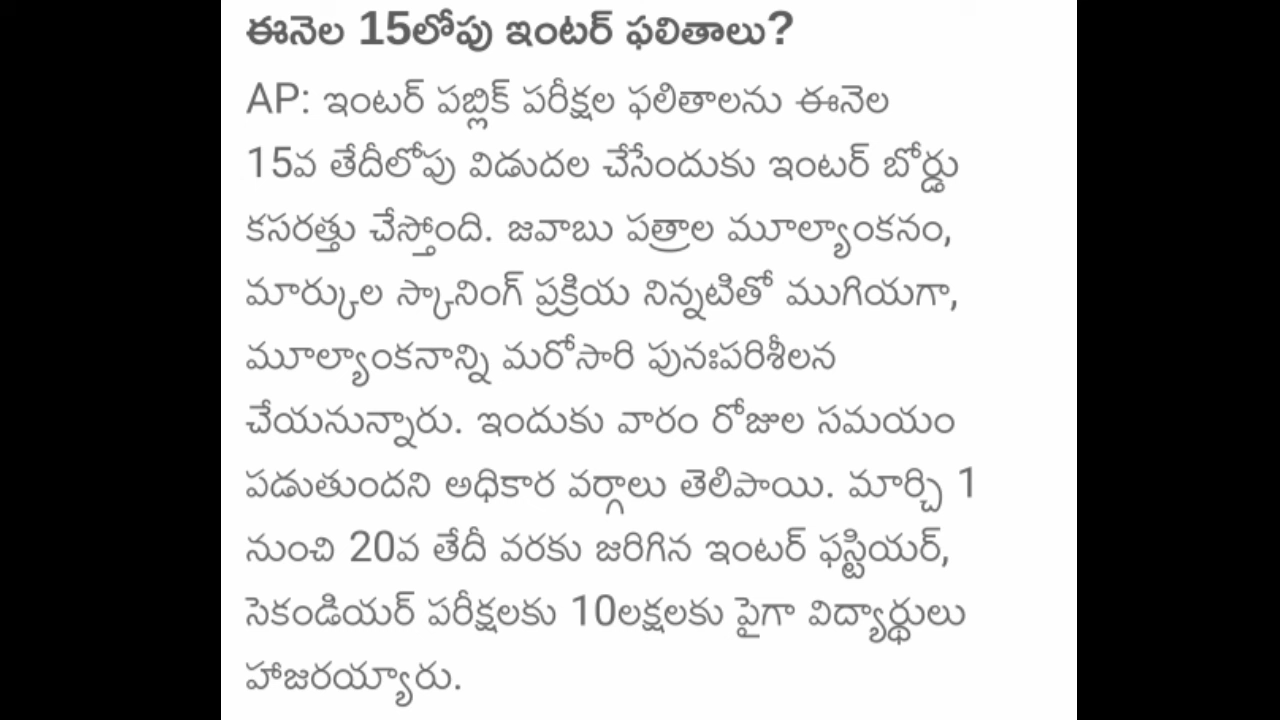 ఈనెల 15లోపు ఇంటర్ ఫలితాలు?
AP: ఇంటర్ పబ్లిక్ పరీక్షల ఫలితాలను ఈనెల
15వ తేదీలోపు విడుదల చేసేందుకు ఇంటర్ బోర్డు
కసరత్తు చేస్తోంది. జవాబు పత్రాల మూల్యాంకనం,
మార్కుల స్కానింగ్ ప్రక్రియ నిన్నటితో ముగియగా,
మూల్యాంకనాన్ని మరోసారి పునఃపరిశీలన
చేయనున్నారు. ఇందుకు వారం రోజుల సమయం
పడుతుందని అధికార వర్గాలు తెలిపాయి. మార్చి 1
నుంచి 20వ తేదీ వరకు జరిగిన ఇంటర్ ఫస్టియర్,
సెకండియర్ పరీక్షలకు 10లక్షలకు పైగా విద్యార్థులు
హాజరయ్యారు.